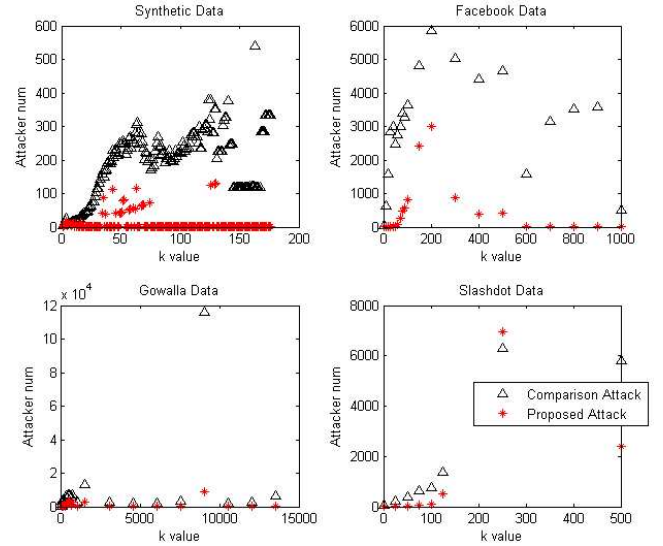 Synthetic Data
600
500
400
300
200
100
0
0 50 100 150 200
Attacker num
k value
Facebook Data
6000
5000
4000
3000
2000
1000
0
0 200 400 600 800 1000
Attacker num
k value
Gowalla Data
x 10^4
12
10
8
6
4
2
0
0 5000 10000 15000
Attacker num
k value
Slashdot Data
8000
6000
4000
2000
0
0 100 200 300 400 500
Attacker num
k value
Comparison Attack
Proposed Attack